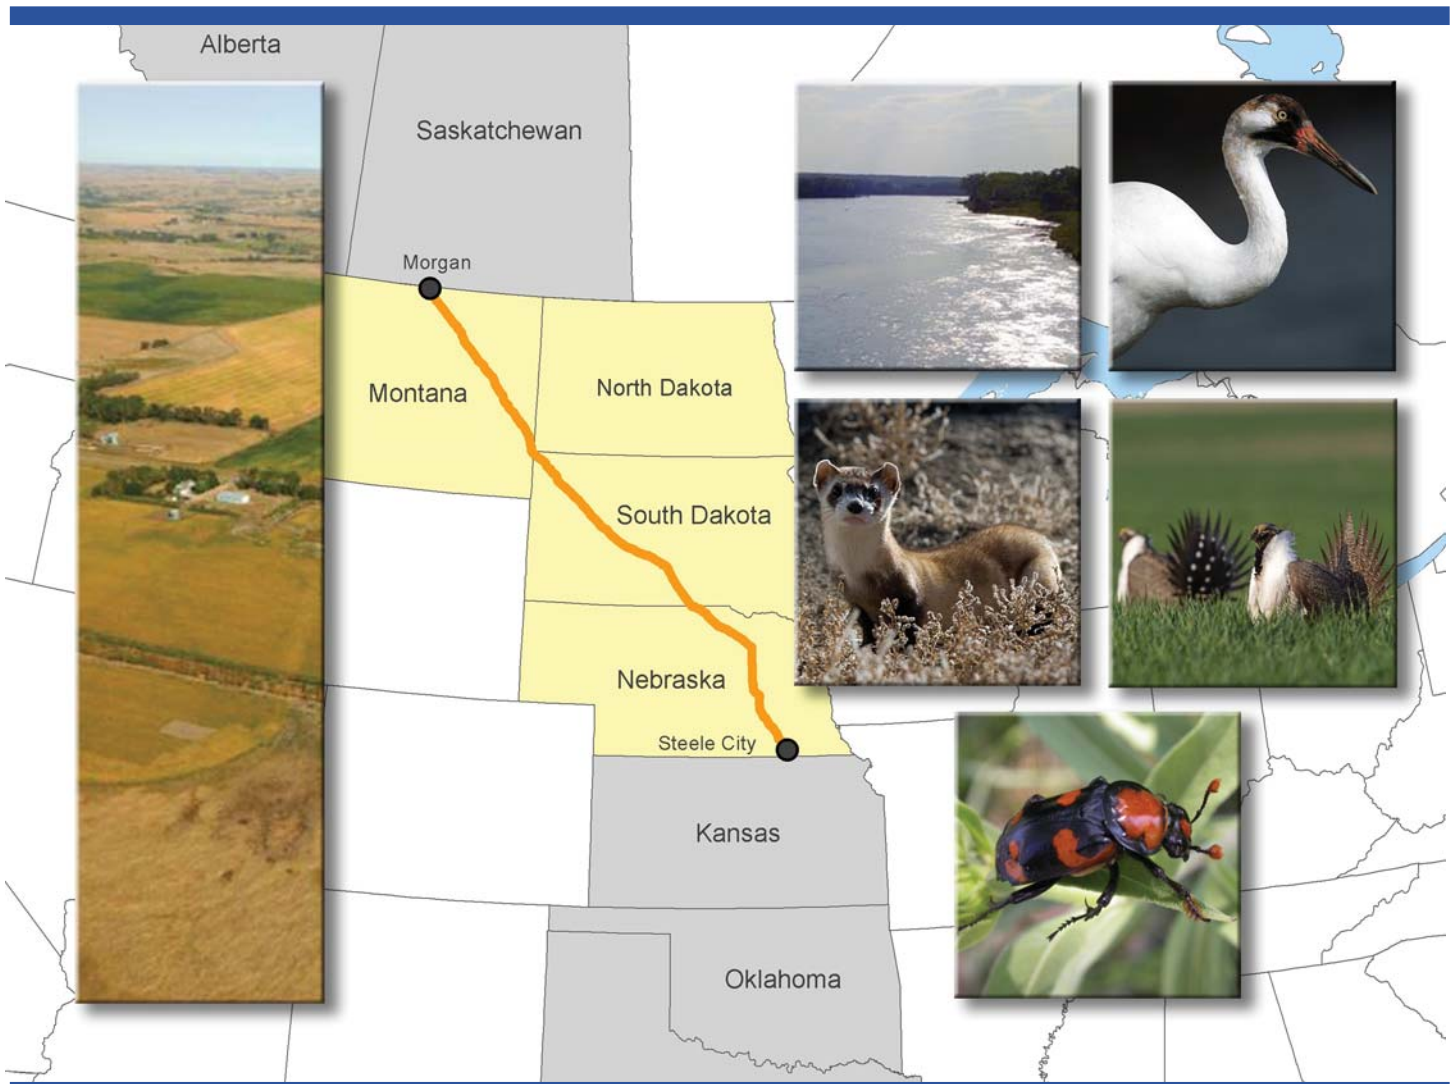 Alberta
Saskatchewan
Morgan
Montana
North Dakota
South Dakota
Nebraska
Steele City
Kansas
Oklahoma